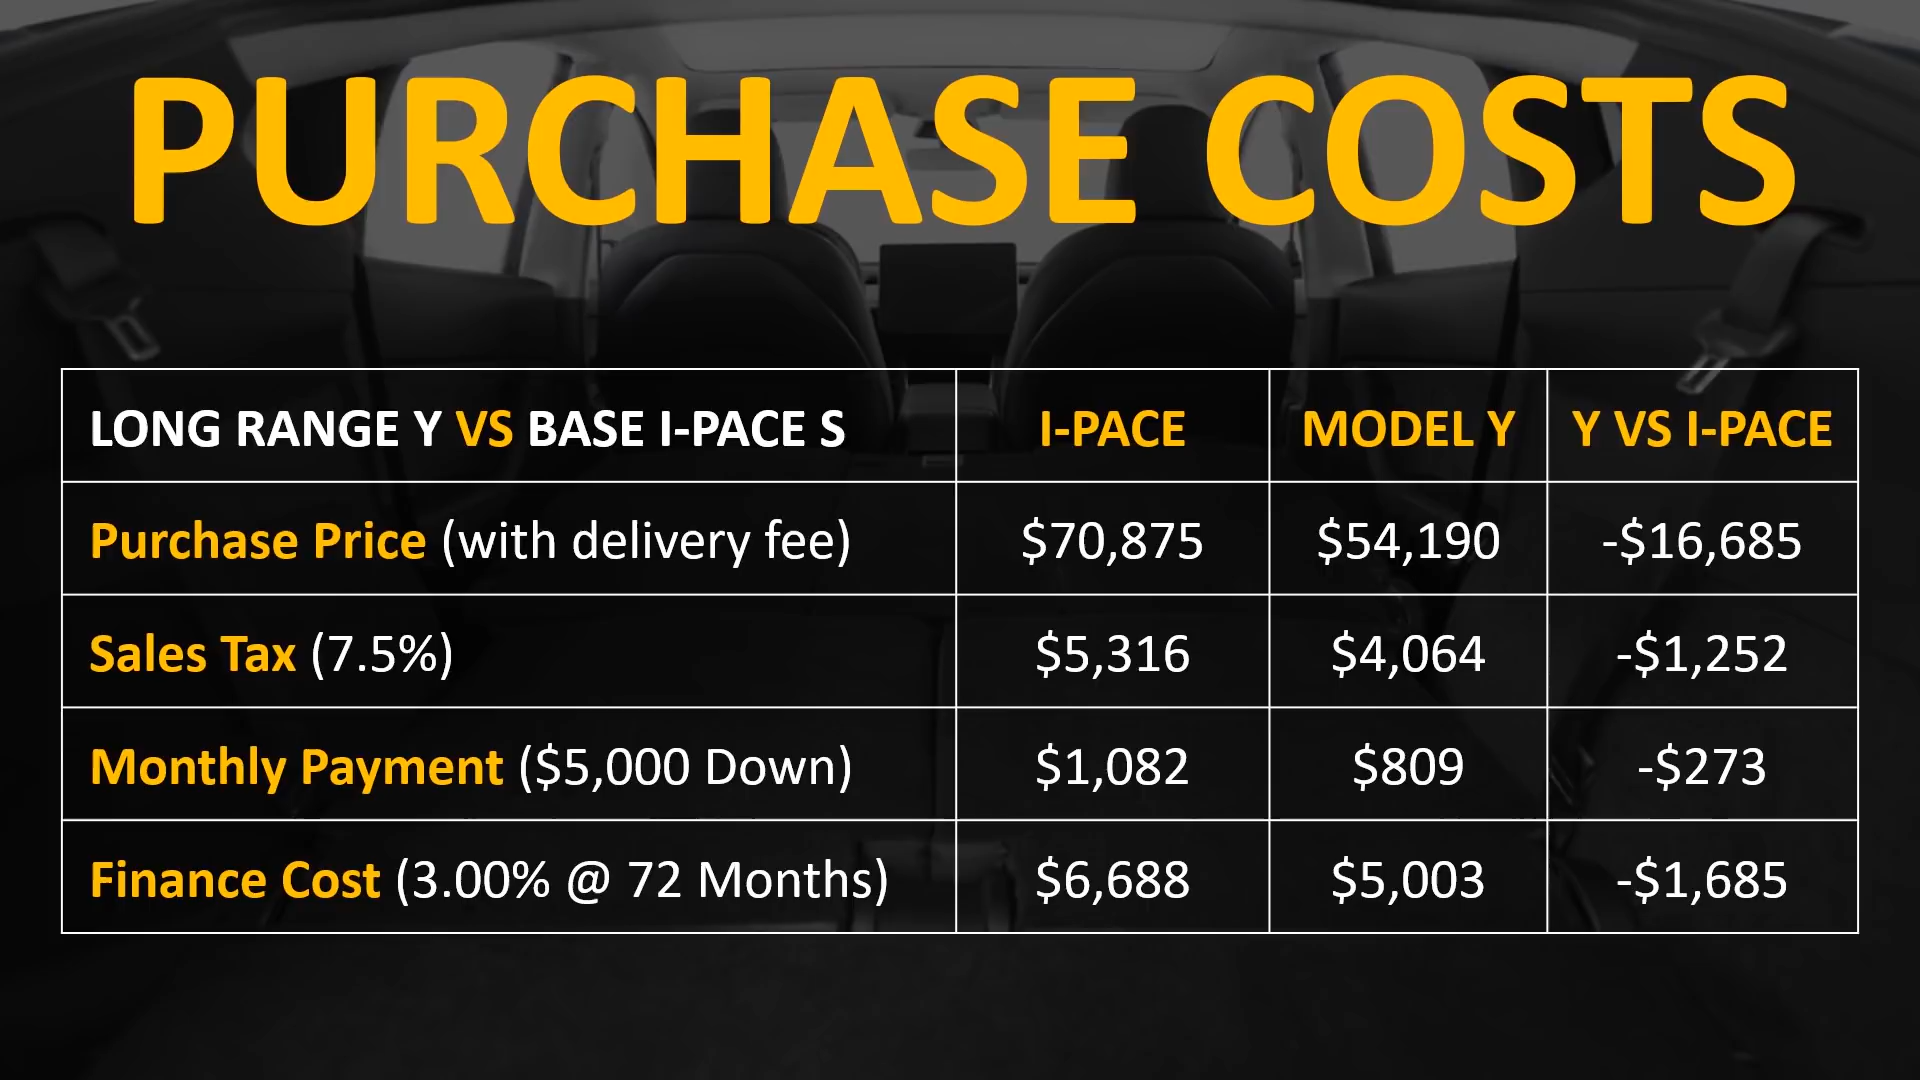 PURCHASE COSTS
LONG RANGE Y VS BASE I-PACE S I-PACE MODEL Y Y VS I-PACE
Purchase Price (with delivery fee) $70,875 $54,190 -$16,685
Sales Tax (7.5%) $5,316 $4,064 -$1,252
Monthly Payment ($5,000 Down) $1,082 $809 -$273
Finance Cost (3.00% @ 72 Months) $6,688 $5,003 -$1,685